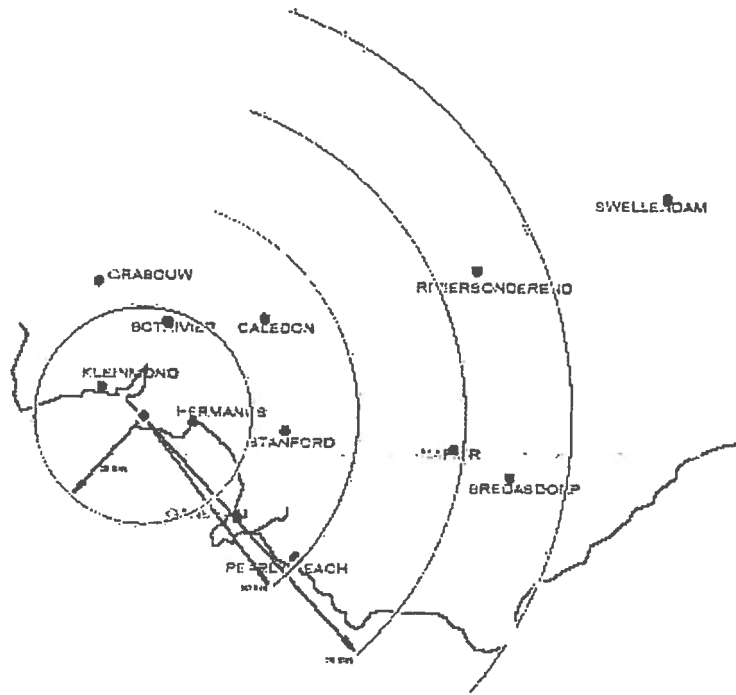 SWELLENDAM
GRABOUW
RIVIERSONDEREND
BOTRIVIER
CALEDON
KLEINMOND
HERMANUS
STANFORD
NAPIER
BREDASDORP
PEARLY BEACH